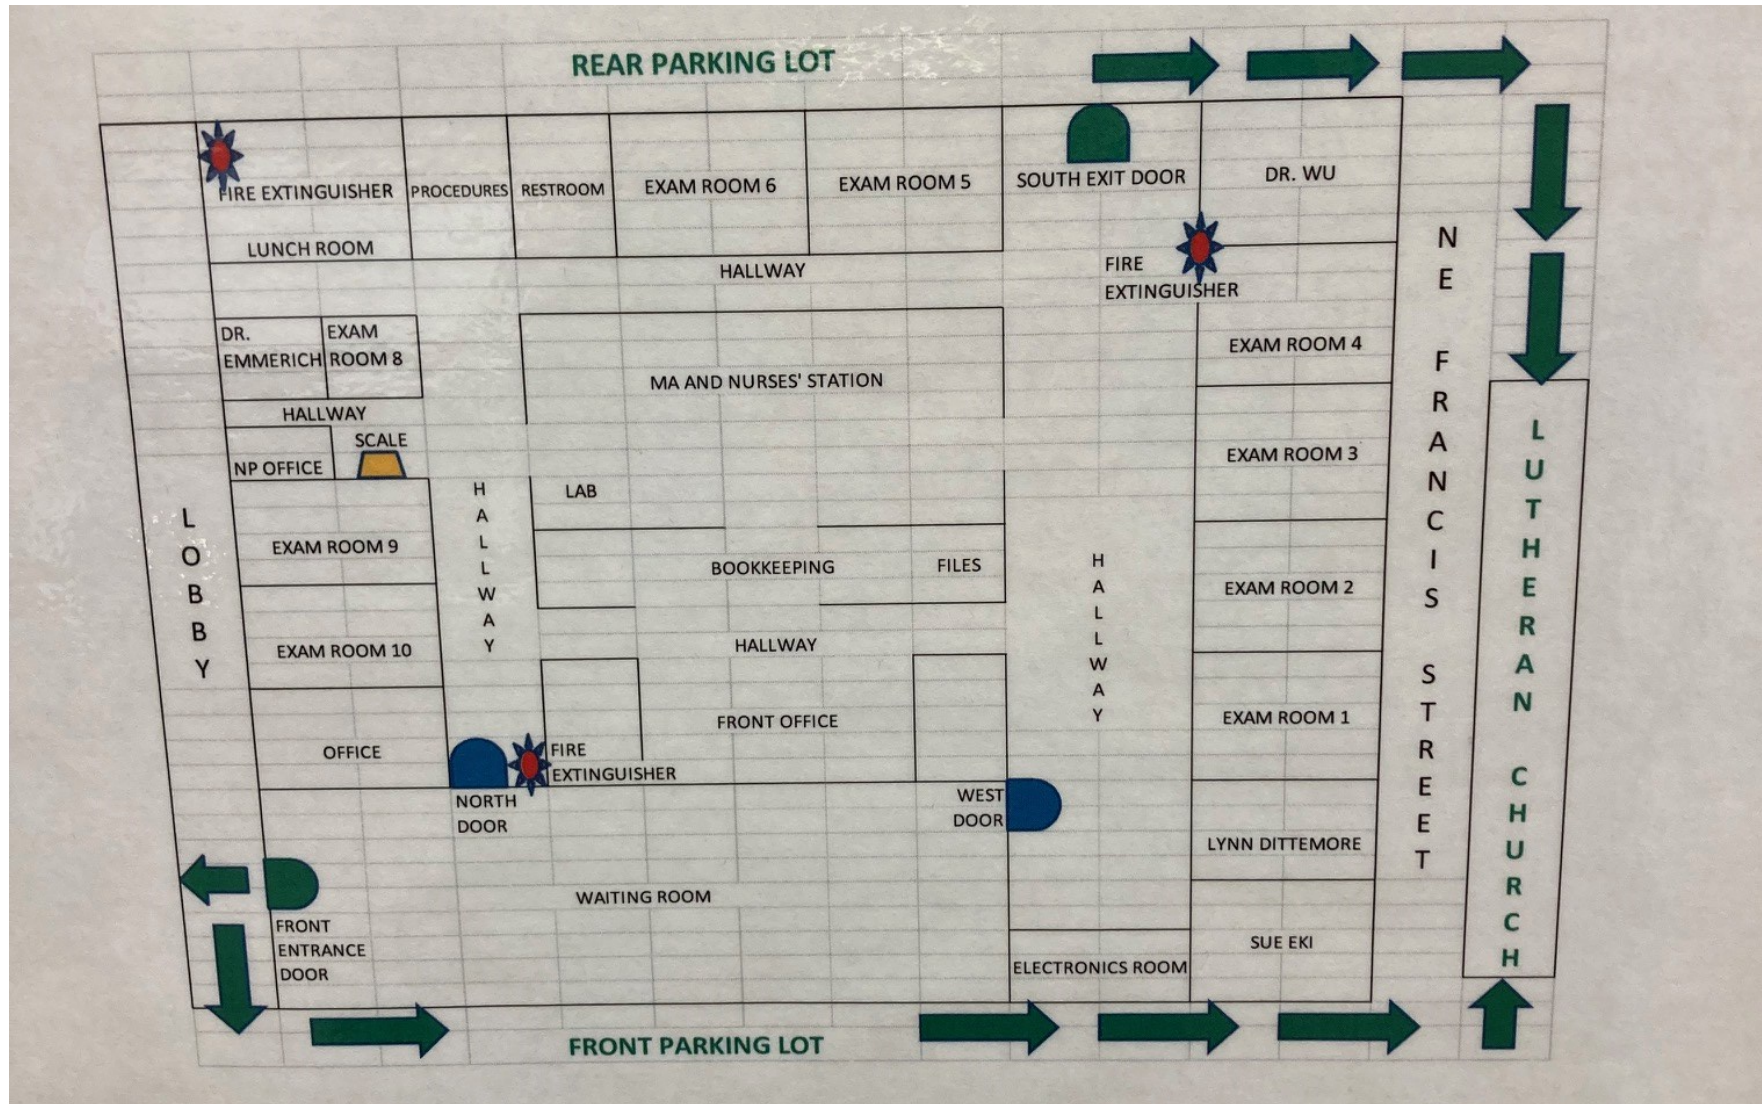 REAR PARKING LOT
FIRE EXTINGUISHER
LUNCH ROOM
PROCEDURES
RESTROOM
EXAM ROOM 6
EXAM ROOM 5
SOUTH EXIT DOOR
DR. WU
HALLWAY
FIRE
EXTINGUISHER
DR.
EMMERICH
EXAM
ROOM 8
MA AND NURSES' STATION
EXAM ROOM 4
HALLWAY
SCALE
NP OFFICE
EXAM ROOM 3
LAB
LOBBY
HALLWAY
EXAM ROOM 9
BOOKKEEPING
FILES
HALLWAY
EXAM ROOM 2
EXAM ROOM 10
HALLWAY
OFFICE
FRONT OFFICE
EXAM ROOM 1
FIRE
EXTINGUISHER
NORTH
DOOR
WEST
DOOR
LYNN DITTEMORE
WAITING ROOM
FRONT
ENTRANCE
DOOR
SUE EKI
ELECTRONICS ROOM
NE FRANCIS STREET
LUTHERAN CHURCH
FRONT PARKING LOT